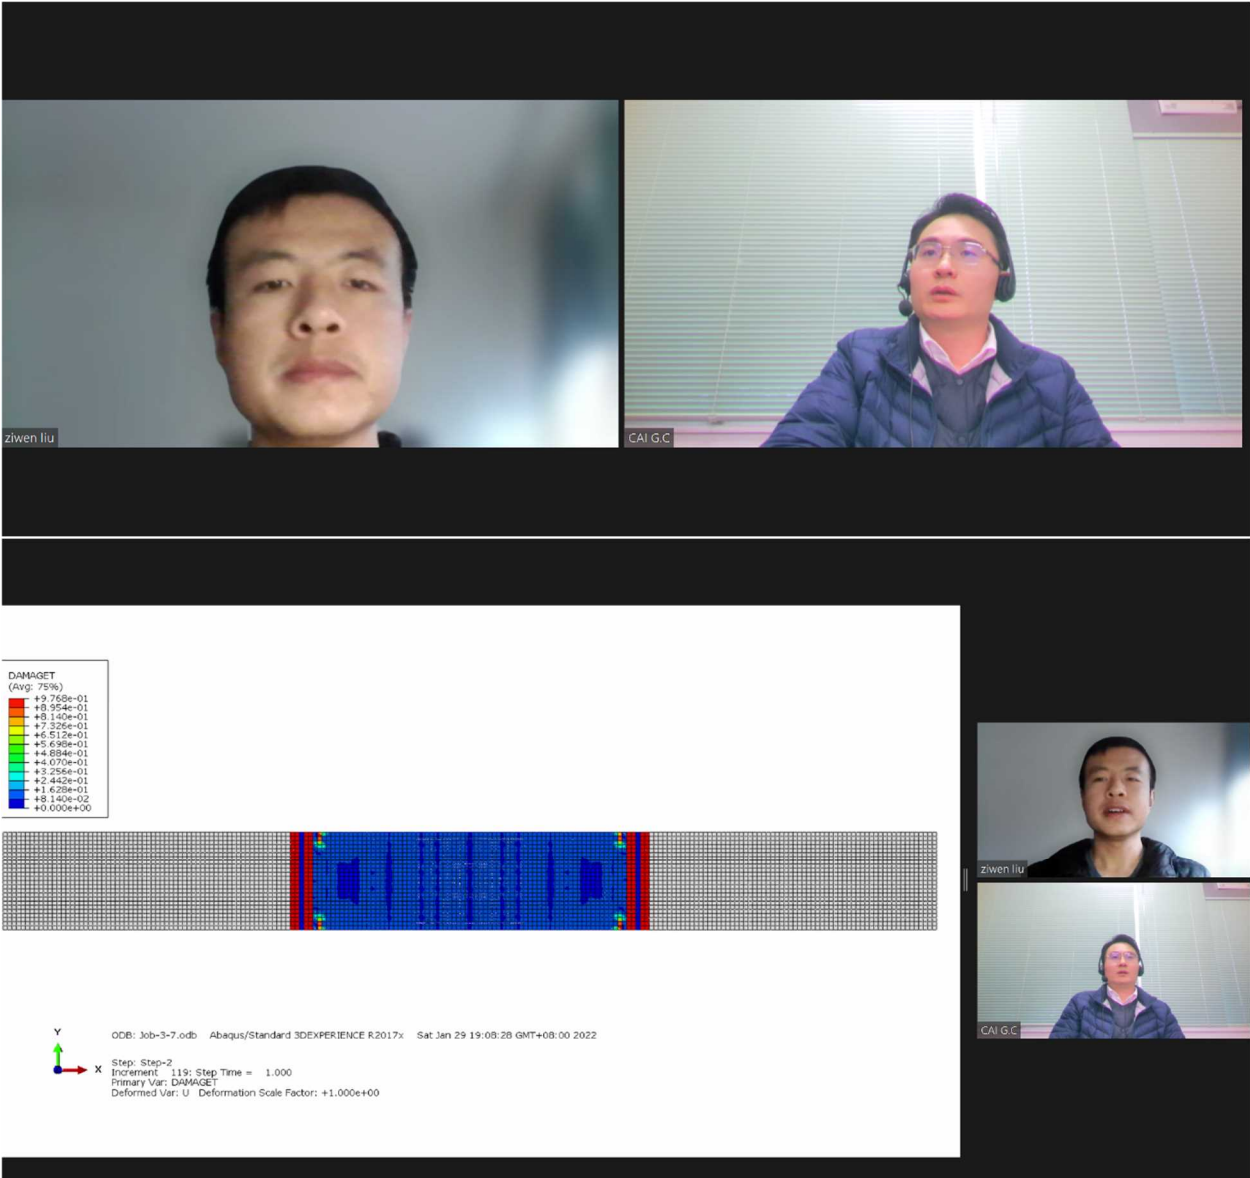 ziwen liu
CAI G.C
DAMAGET
(Avg: 75%)
+9.768e-01
+8.954e-01
+8.140e-01
+7.326e-01
+6.512e-01
+5.698e-01
+4.884e-01
+4.070e-01
+3.256e-01
+2.442e-01
+1.628e-01
+8.140e-02
+0.000e+00
ziwen liu
CAI G.C
Y
X
ODB: Job-3-7.odb Abaqus/Standard 3DEXPERIENCE R2017x Sat Jan 29 19:08:28 GMT+08:00 2022
Step: Step-2
Increment 119: Step Time = 1.000
Primary Var: DAMAGET
Deformed Var: U Deformation Scale Factor: +1.000e+00